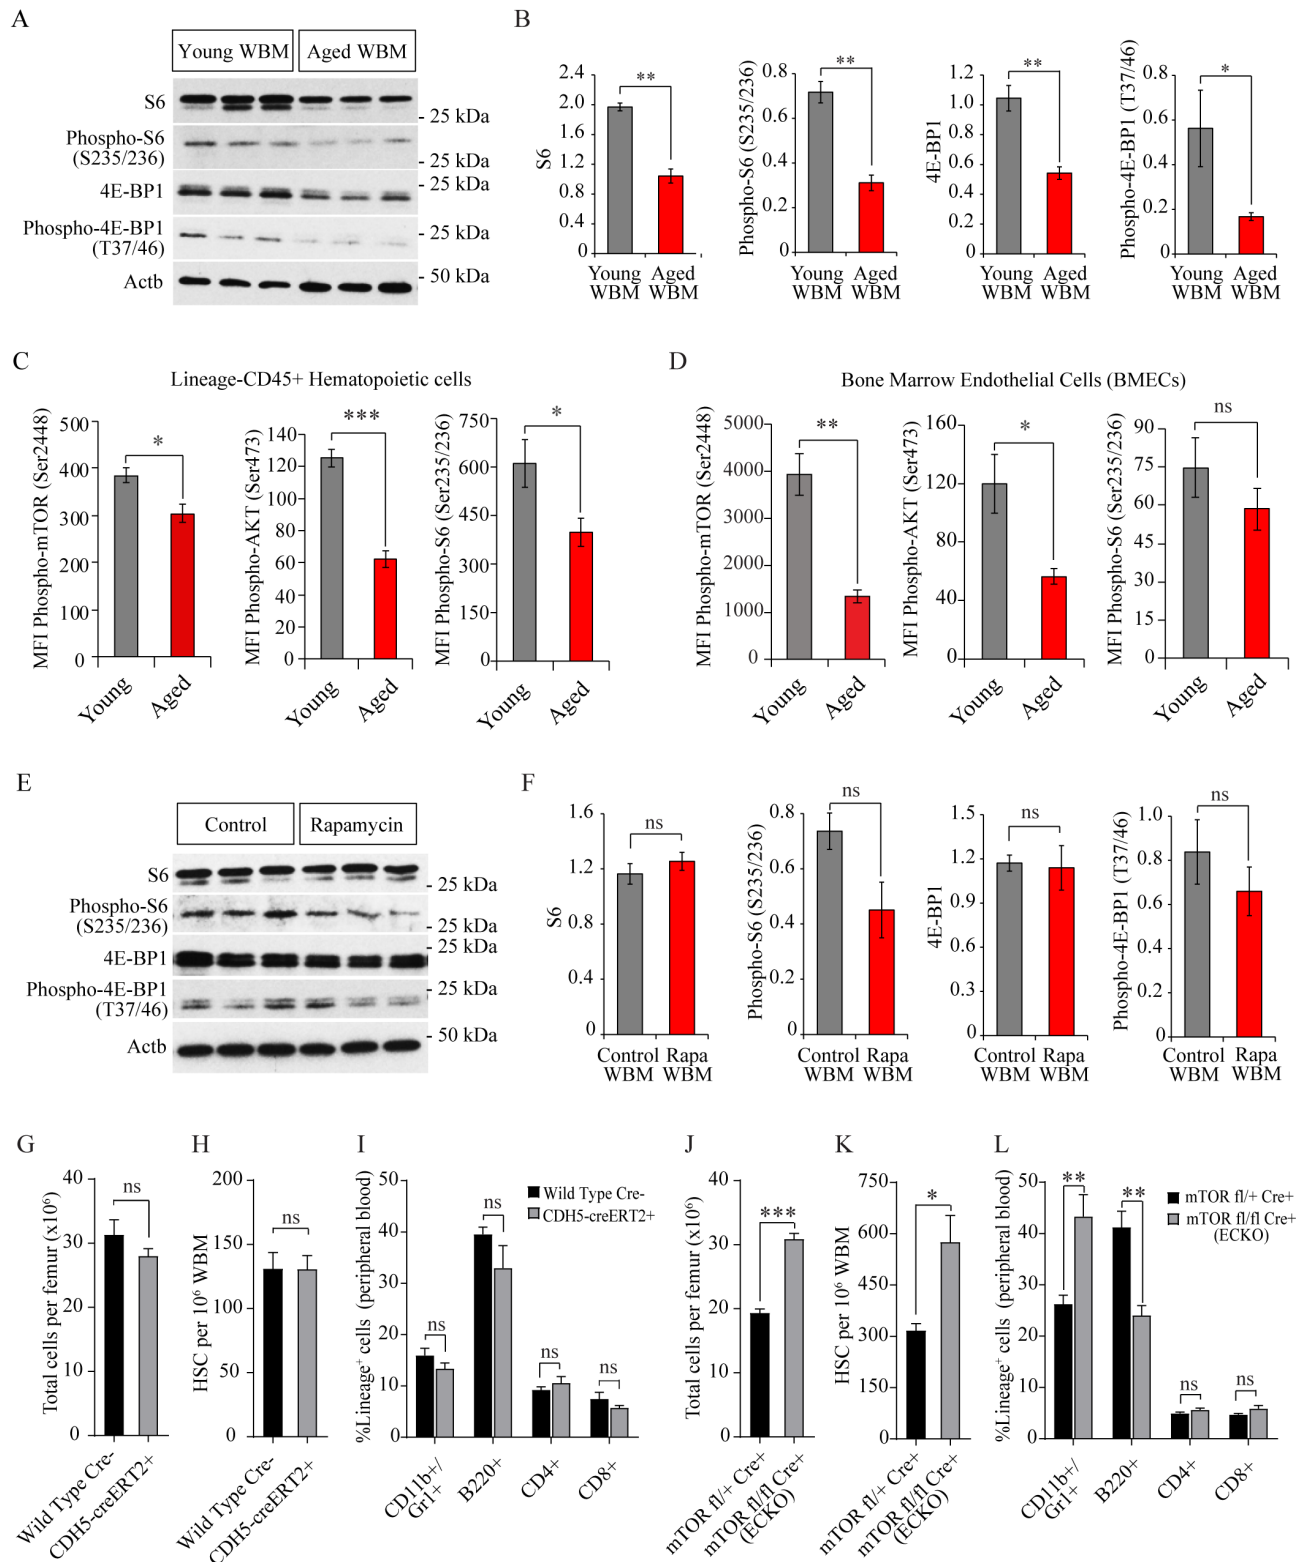 A
Young WBM
Aged WBM
S6
25 kDa
Phospho-S6
(S235/236)
25 kDa
4E-BP1
25 kDa
Phospho-4E-BP1
(T37/46)
25 kDa
Actb
50 kDa
B
S6
2.4
2.0
1.6
1.2
0.8
0.4
0
**
Young
WBM
Aged
WBM
Phospho-S6 (S235/236)
0.8
0.6
0.4
0.2
0
**
Young
WBM
Aged
WBM
4E-BP1
1.2
1.0
0.8
0.6
0.4
0.2
0
**
Young
WBM
Aged
WBM
Phospho-4E-BP1 (T37/46)
0.8
0.6
0.4
0.2
0
*
Young
WBM
Aged
WBM
C
Lineage-CD45+ Hematopoietic cells
MFI Phospho-mTOR (Ser2448)
500
400
300
200
100
0
*
Young
Aged
MFI Phospho-AKT (Ser473)
140
120
100
80
60
40
20
0
***
Young
Aged
MFI Phospho-S6 (Ser235/236)
750
600
450
300
150
0
*
Young
Aged
D
Bone Marrow Endothelial Cells (BMECs)
MFI Phospho-mTOR (Ser2448)
5000
4000
3000
2000
1000
0
**
Young
Aged
MFI Phospho-AKT (Ser473)
160
120
80
40
0
*
Young
Aged
MFI Phospho-S6 (Ser235/236)
90
75
60
45
30
15
0
ns
Young
Aged
E
Control
Rapamycin
S6
25 kDa
Phospho-S6
(S235/236)
25 kDa
4E-BP1
25 kDa
Phospho-4E-BP1
(T37/46)
25 kDa
Actb
50 kDa
F
S6
1.6
1.2
0.8
0.4
0
ns
Control
WBM
Rapa
WBM
Phospho-S6 (S235/236)
0.8
0.6
0.4
0.2
0
ns
Control
WBM
Rapa
WBM
4E-BP1
1.5
1.2
0.9
0.6
0.3
0
ns
Control
WBM
Rapa
WBM
Phospho-4E-BP1 (T37/46)
1.0
0.8
0.6
0.4
0.2
0
ns
Control
WBM
Rapa
WBM
G
Total cells per femur (x10⁶)
40
30
20
10
0
ns
Wild Type Cre-
CDH5-creERT2+
H
HSC per 10⁶ WBM
200
150
100
50
0
ns
Wild Type Cre-
CDH5-creERT2+
I
%Lineage⁺ cells (peripheral blood)
50
40
30
20
10
0
Wild Type Cre-
CDH5-creERT2+
ns
ns
ns
ns
CD11b+/
Gr1+
B220+
CD4+
CD8+
J
Total cells per femur (x10⁶)
40
30
20
10
0
***
mTOR fl/+ Cre+
mTOR fl/fl Cre+
(ECKO)
K
HSC per 10⁶ WBM
750
600
450
300
150
0
*
mTOR fl/+ Cre+
mTOR fl/fl Cre+
(ECKO)
L
%Lineage⁺ cells (peripheral blood)
50
40
30
20
10
0
mTOR fl/+ Cre+
mTOR fl/fl Cre+
(ECKO)
**
**
ns
ns
CD11b+/
Gr1+
B220+
CD4+
CD8+